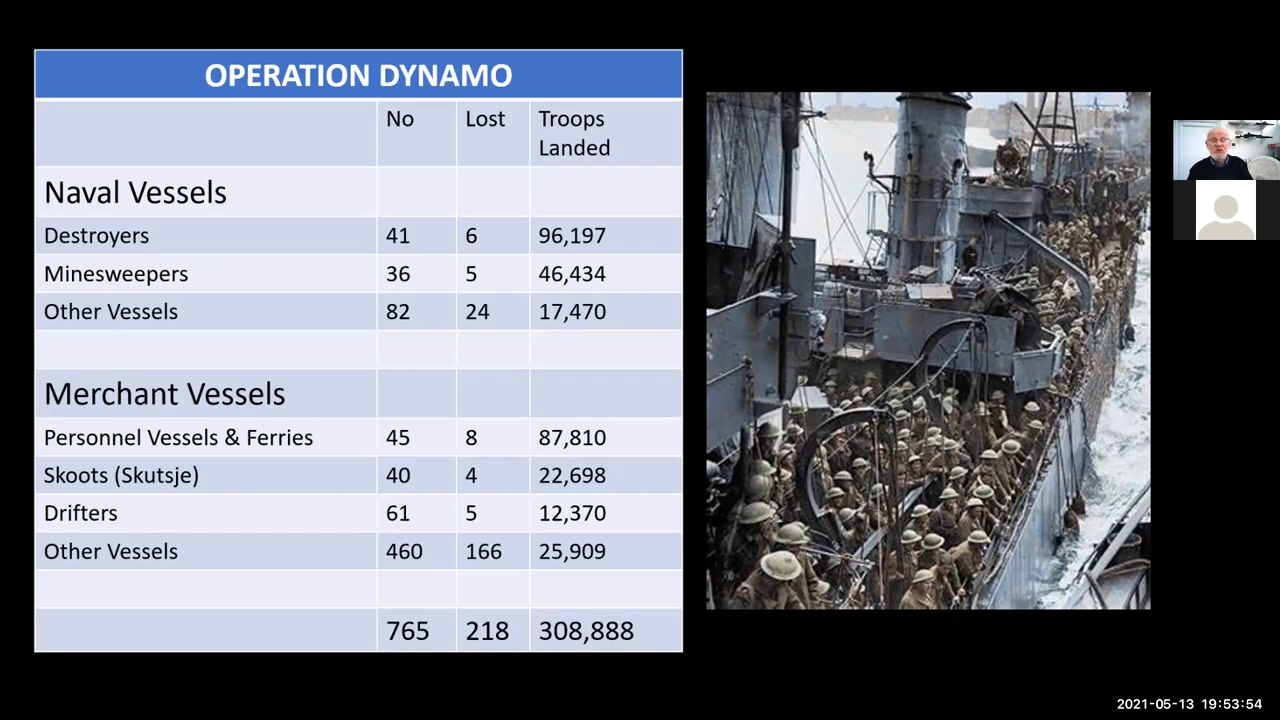 OPERATION DYNAMO
No Lost Troops Landed
Naval Vessels
Destroyers 41 6 96,197
Minesweepers 36 5 46,434
Other Vessels 82 24 17,470
Merchant Vessels
Personnel Vessels & Ferries 45 8 87,810
Skoots (Skutsje) 40 4 22,698
Drifters 61 5 12,370
Other Vessels 460 166 25,909
765 218 308,888
2021-05-13 19:53:54